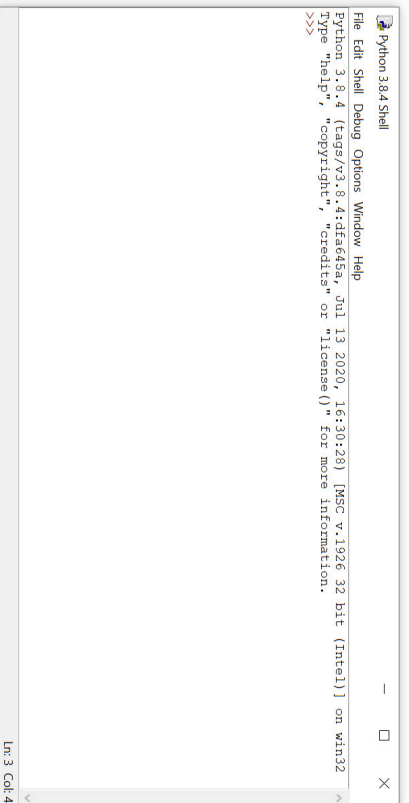 Python 3.8.4 Shell
File Edit Shell Debug Options Window Help
Python 3.8.4 (tags/v3.8.4:dfa645a, Jul 13 2020, 16:30:28) [MSC v.1926 32 bit (Intel)] on win32
Type "help", "copyright", "credits" or "license()" for more information.
>>>
Ln: 3 Col: 4